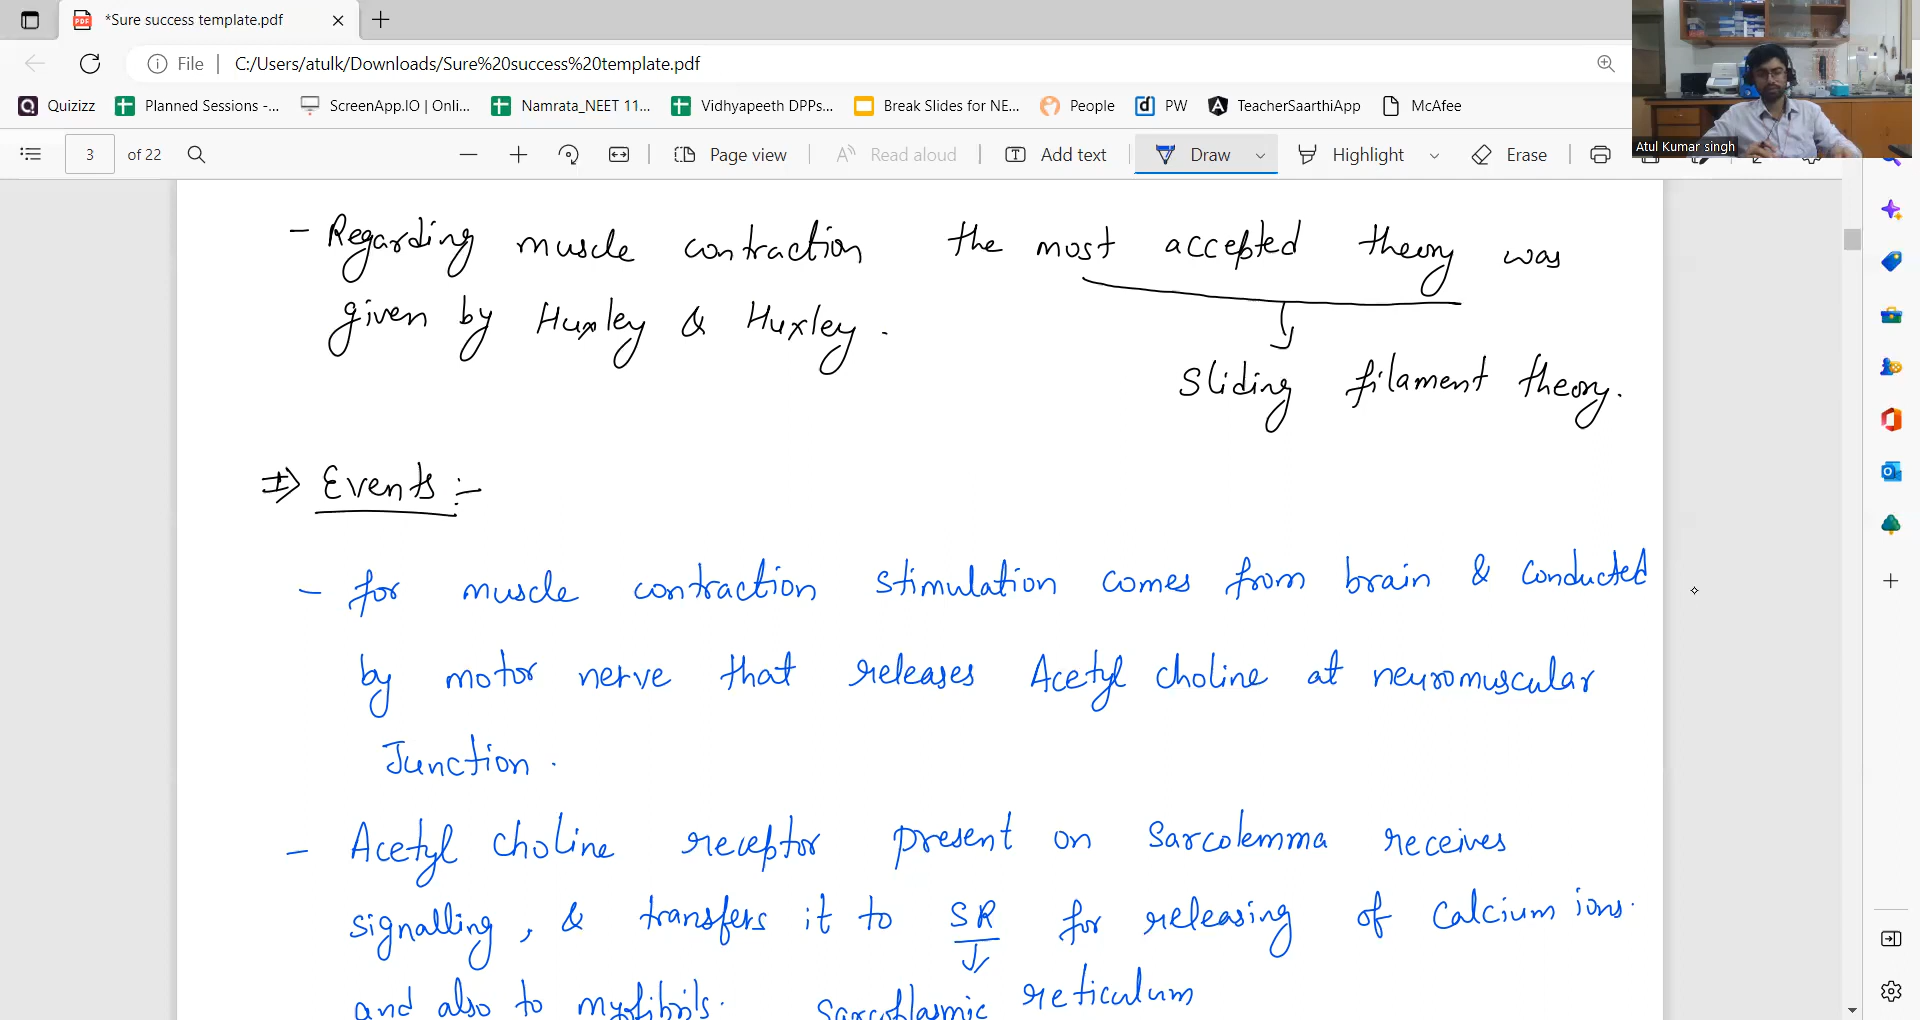 *Sure success template.pdf
File C:/Users/atulk/Downloads/Sure%20success%20template.pdf
Quizizz Planned Sessions -... ScreenApp.IO | Onli... Namrata_NEET 11... Vidhyapeeth DPPs... Break Slides for NE... People PW TeacherSaarthiApp McAfee
3 of 22 Page view Read aloud Add text Draw Highlight Erase
Atul Kumar singh
- Regarding muscle contraction the most accepted theory was
given by Huxley & Huxley.
Sliding filament theory.
⇒ Events :-
- for muscle contraction stimulation comes from brain & conducted
by motor nerve that releases Acetyl choline at neuromuscular
Junction.
- Acetyl choline receptor present on Sarcolemma receives
signalling, & transfers it to SR for releasing of Calcium ions.
and also to myofibrils. Sarcoplasmic reticulum